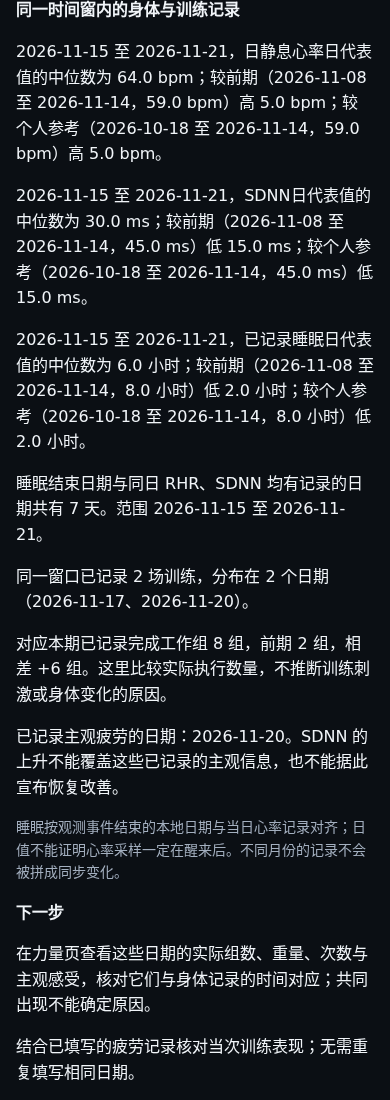 同一时间窗内的身体与训练记录
2026-11-15 至 2026-11-21，日静息心率日代表
值的中位数为 64.0 bpm；较前期（2026-11-08
至 2026-11-14，59.0 bpm）高 5.0 bpm；较
个人参考（2026-10-18 至 2026-11-14，59.0
bpm）高 5.0 bpm。
2026-11-15 至 2026-11-21，SDNN日代表值的
中位数为 30.0 ms；较前期（2026-11-08 至
2026-11-14，45.0 ms）低 15.0 ms；较个人参
考（2026-10-18 至 2026-11-14，45.0 ms）低
15.0 ms。
2026-11-15 至 2026-11-21，已记录睡眠日代表
值的中位数为 6.0 小时；较前期（2026-11-08 至
2026-11-14，8.0 小时）低 2.0 小时；较个人参
考（2026-10-18 至 2026-11-14，8.0 小时）低
2.0 小时。
睡眠结束日期与同日 RHR、SDNN 均有记录的日
期共有 7 天。范围 2026-11-15 至 2026-11-
21。
同一窗口已记录 2 场训练，分布在 2 个日期
（2026-11-17、2026-11-20）。
对应本期已记录完成工作组 8 组，前期 2 组，相
差 +6 组。这里比较实际执行数量，不推断训练刺
激或身体变化的原因。
已记录主观疲劳的日期：2026-11-20。SDNN 的
上升不能覆盖这些已记录的主观信息，也不能据此
宣布恢复改善。
睡眠按观测事件结束的本地日期与当日心率记录对齐；日
值不能证明心率采样一定在醒来后。不同月份的记录不会
被拼成同步变化。
下一步
在力量页查看这些日期的实际组数、重量、次数与
主观感受，核对它们与身体记录的时间对应；共同
出现不能确定原因。
结合已填写的疲劳记录核对当次训练表现；无需重
复填写相同日期。